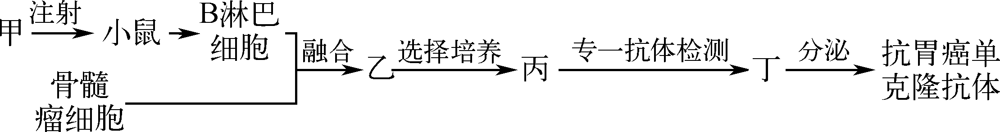 甲
注射
小鼠
B淋巴
细胞
骨髓
瘤细胞
融合
乙
选择培养
丙
专一抗体检测
丁
分泌
抗胃癌单
克隆抗体